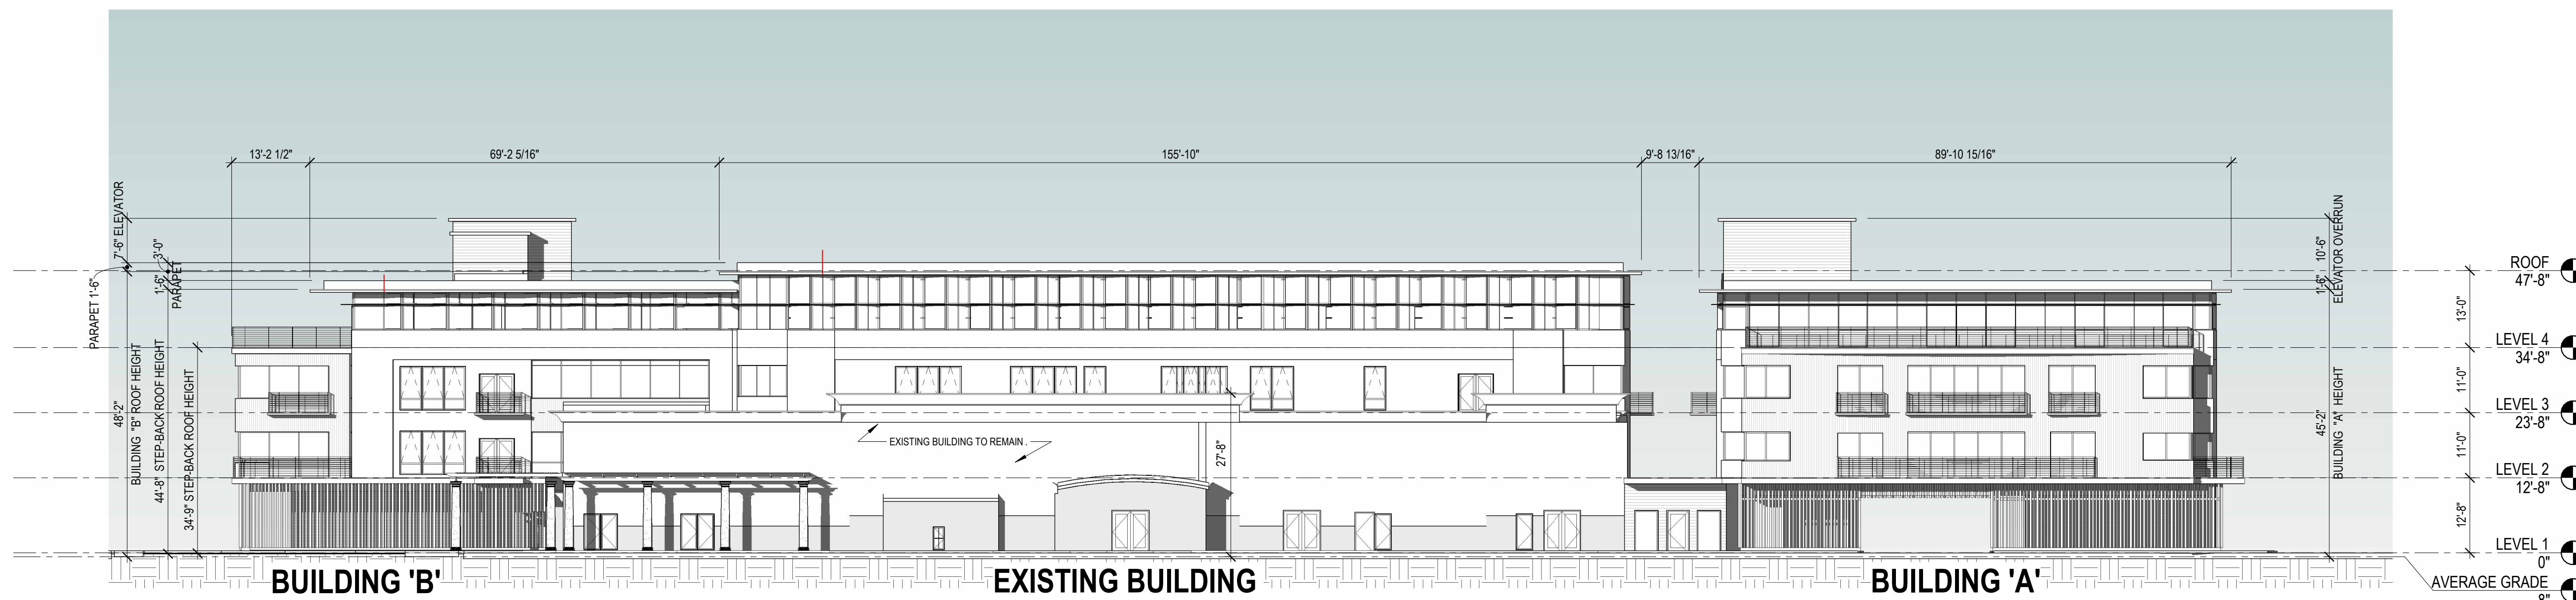 13'-2 1/2"
69'-2 5/16"
155'-10"
9'-8 13/16"
89'-10 15/16"
7'-6" ELEVATOR
3'-0"
1'-6"
PARAPET
PARAPET 1'-6"
48'-2"
BUILDING "B" ROOF HEIGHT
44'-8" STEP-BACK ROOF HEIGHT
34'-9" STEP-BACK ROOF HEIGHT
EXISTING BUILDING TO REMAIN .
27'-8"
10'-6"
ELEVATOR OVERRUN
1'-6"
45'-2"
BUILDING "A" HEIGHT
13'-0"
11'-0"
11'-0"
12'-8"
ROOF
47'-8"
LEVEL 4
34'-8"
LEVEL 3
23'-8"
LEVEL 2
12'-8"
LEVEL 1
0"
AVERAGE GRADE
8"
BUILDING 'B'
EXISTING BUILDING
BUILDING 'A'